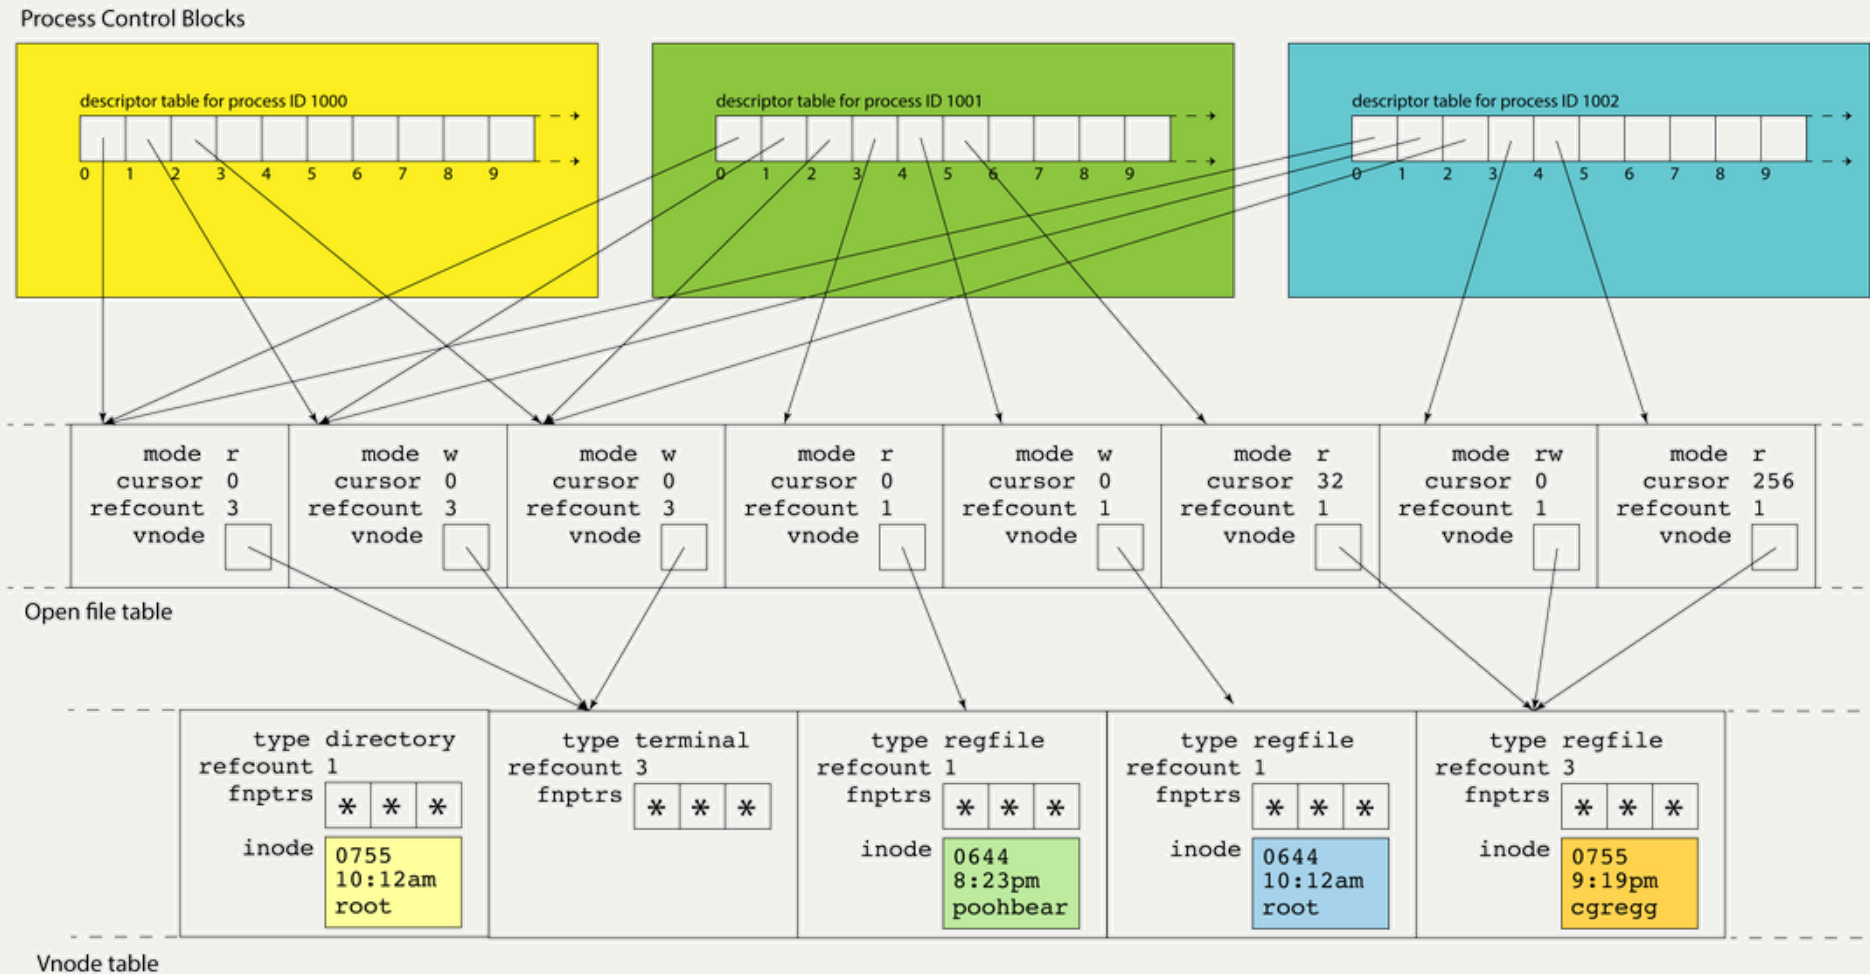 Process Control Blocks
descriptor table for process ID 1000
0 1 2 3 4 5 6 7 8 9
descriptor table for process ID 1001
0 1 2 3 4 5 6 7 8 9
descriptor table for process ID 1002
0 1 2 3 4 5 6 7 8 9
mode r
cursor 0
refcount 3
vnode
mode w
cursor 0
refcount 3
vnode
mode w
cursor 0
refcount 3
vnode
mode r
cursor 0
refcount 1
vnode
mode w
cursor 0
refcount 1
vnode
mode r
cursor 32
refcount 1
vnode
mode rw
cursor 0
refcount 1
vnode
mode r
cursor 256
refcount 1
vnode
Open file table
type directory
refcount 1
fnptrs * * *
inode 0755
10:12am
root
type terminal
refcount 3
fnptrs * * *
type regfile
refcount 1
fnptrs * * *
inode 0644
8:23pm
poohbear
type regfile
refcount 1
fnptrs * * *
inode 0644
10:12am
root
type regfile
refcount 3
fnptrs * * *
inode 0755
9:19pm
cgregg
Vnode table